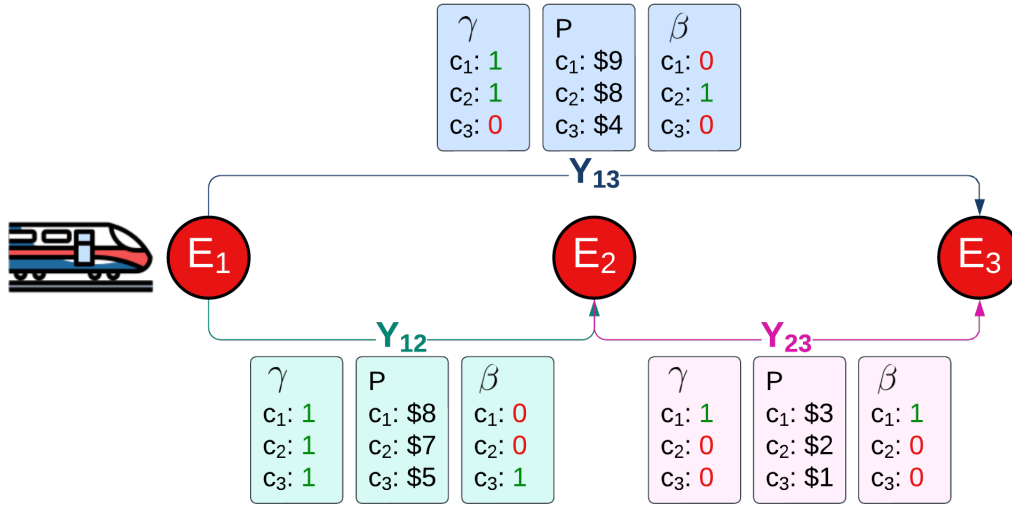 γ
c₁: 1
c₂: 1
c₃: 0
P
c₁: $9
c₂: $8
c₃: $4
β
c₁: 0
c₂: 1
c₃: 0
Y₁₃
E₁
E₂
E₃
Y₁₂
Y₂₃
γ
c₁: 1
c₂: 1
c₃: 1
P
c₁: $8
c₂: $7
c₃: $5
β
c₁: 0
c₂: 0
c₃: 1
γ
c₁: 1
c₂: 0
c₃: 0
P
c₁: $3
c₂: $2
c₃: $1
β
c₁: 1
c₂: 0
c₃: 0